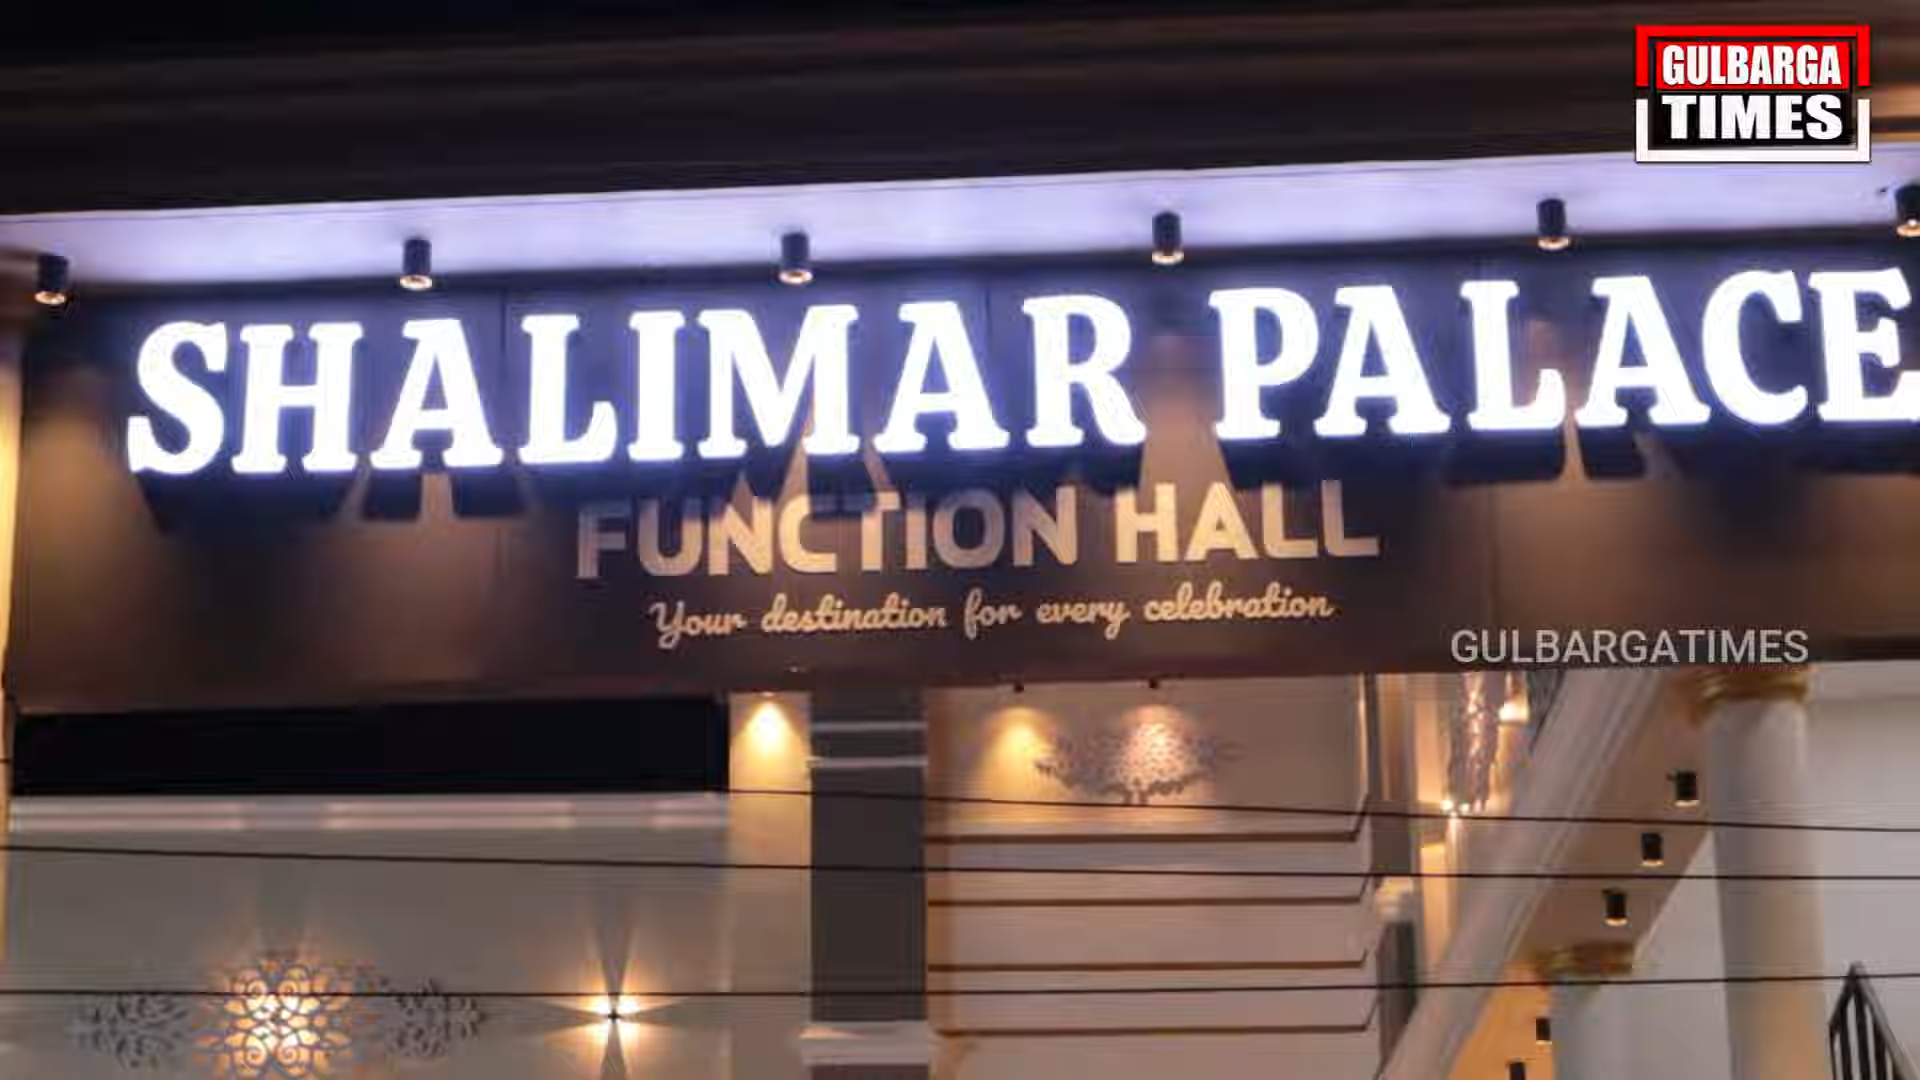 GULBARGA
TIMES
SHALIMAR PALACE
FUNCTION HALL
Your destination for every celebration
GULBARGATIMES